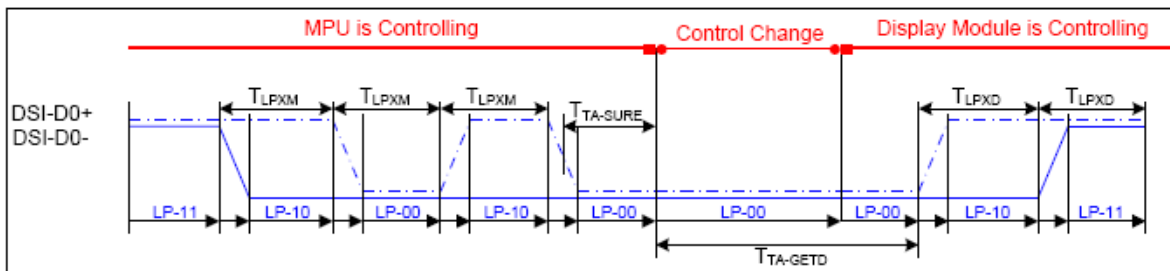 MPU is Controlling Control Change Display Module is Controlling
TLPXM TLPXM TLPXM TLPXD TLPXD
DSI-D0+
DSI-D0-
TTA-SURE
LP-11 LP-10 LP-00 LP-10 LP-00 LP-00 LP-00 LP-10 LP-11
TTA-GETD